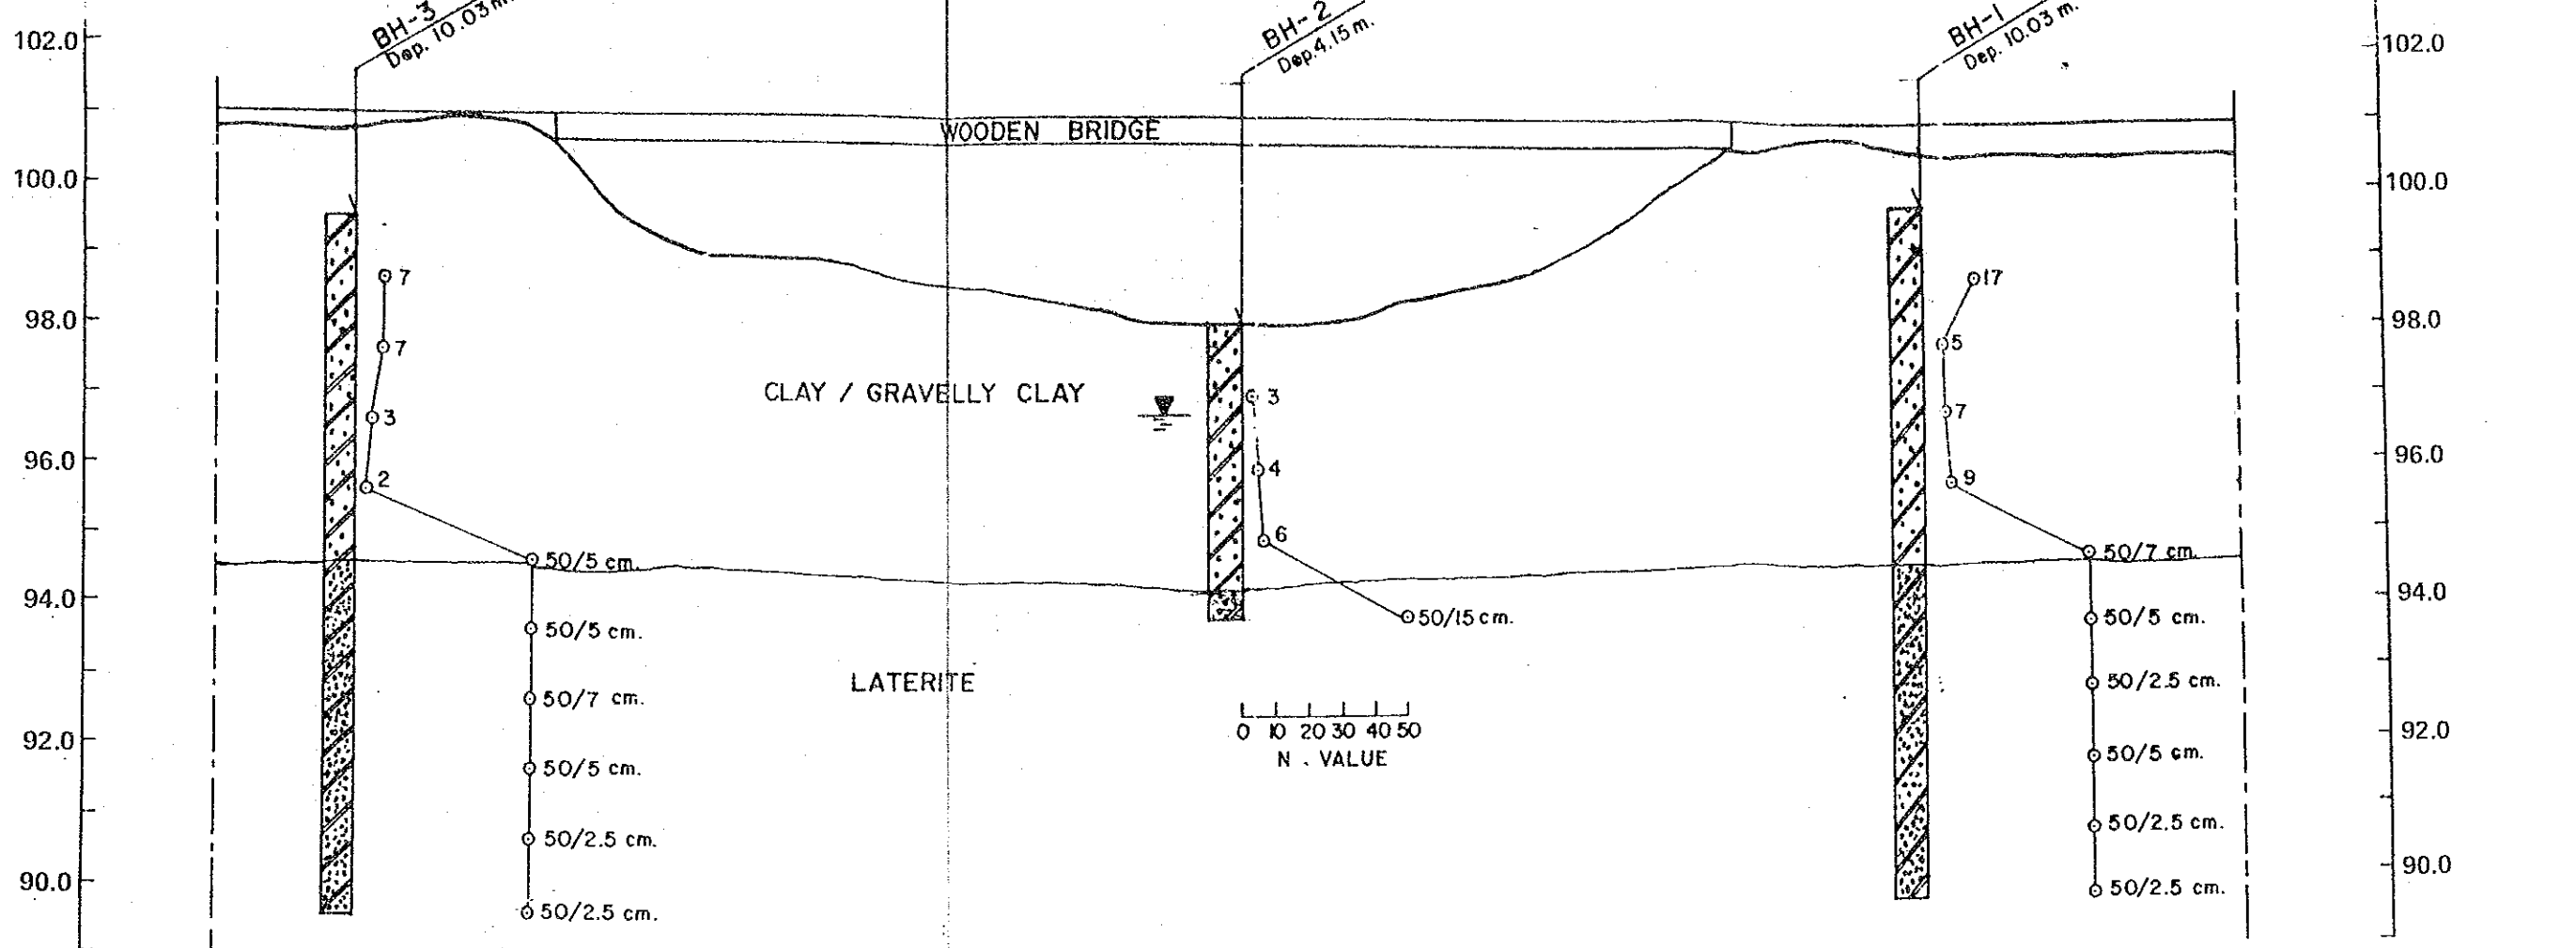 BH-3
Dep. 10.03 m.
BH-2
Dep. 4.15 m.
BH-1
Dep. 10.03 m.
102.0
102.0
WOODEN BRIDGE
100.0
100.0
7
17
98.0
98.0
7
5
CLAY / GRAVELLY CLAY
3
3
7
96.0
96.0
2
4
9
6
50/5 cm.
50/7 cm.
94.0
94.0
50/5 cm.
50/15 cm.
50/5 cm.
LATERITE
50/7 cm.
50/2.5 cm.
0 10 20 30 40 50
N . VALUE
92.0
92.0
50/5 cm.
50/5 cm.
50/2.5 cm.
50/2.5 cm.
90.0
90.0
50/2.5 cm.
50/2.5 cm.